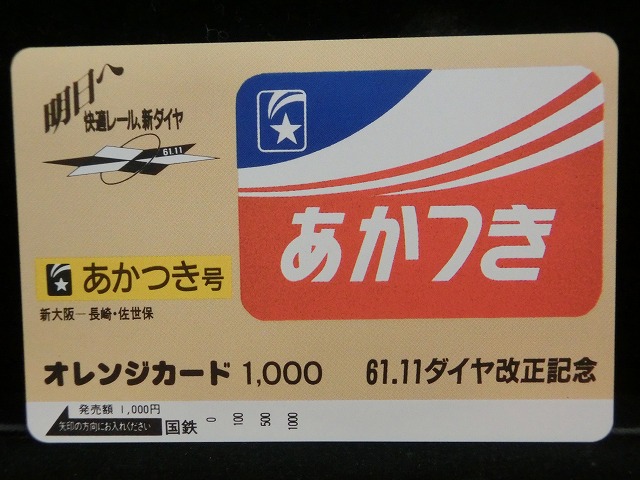 明日へ
快適レール、新ダイヤ
61.11
あかつき
あかつき号
新大阪―長崎・佐世保
オレンジカード 1,000
61.11ダイヤ改正記念
発売額 1,000円
矢印の方向にお入れください
国鉄
0 100 500 1000